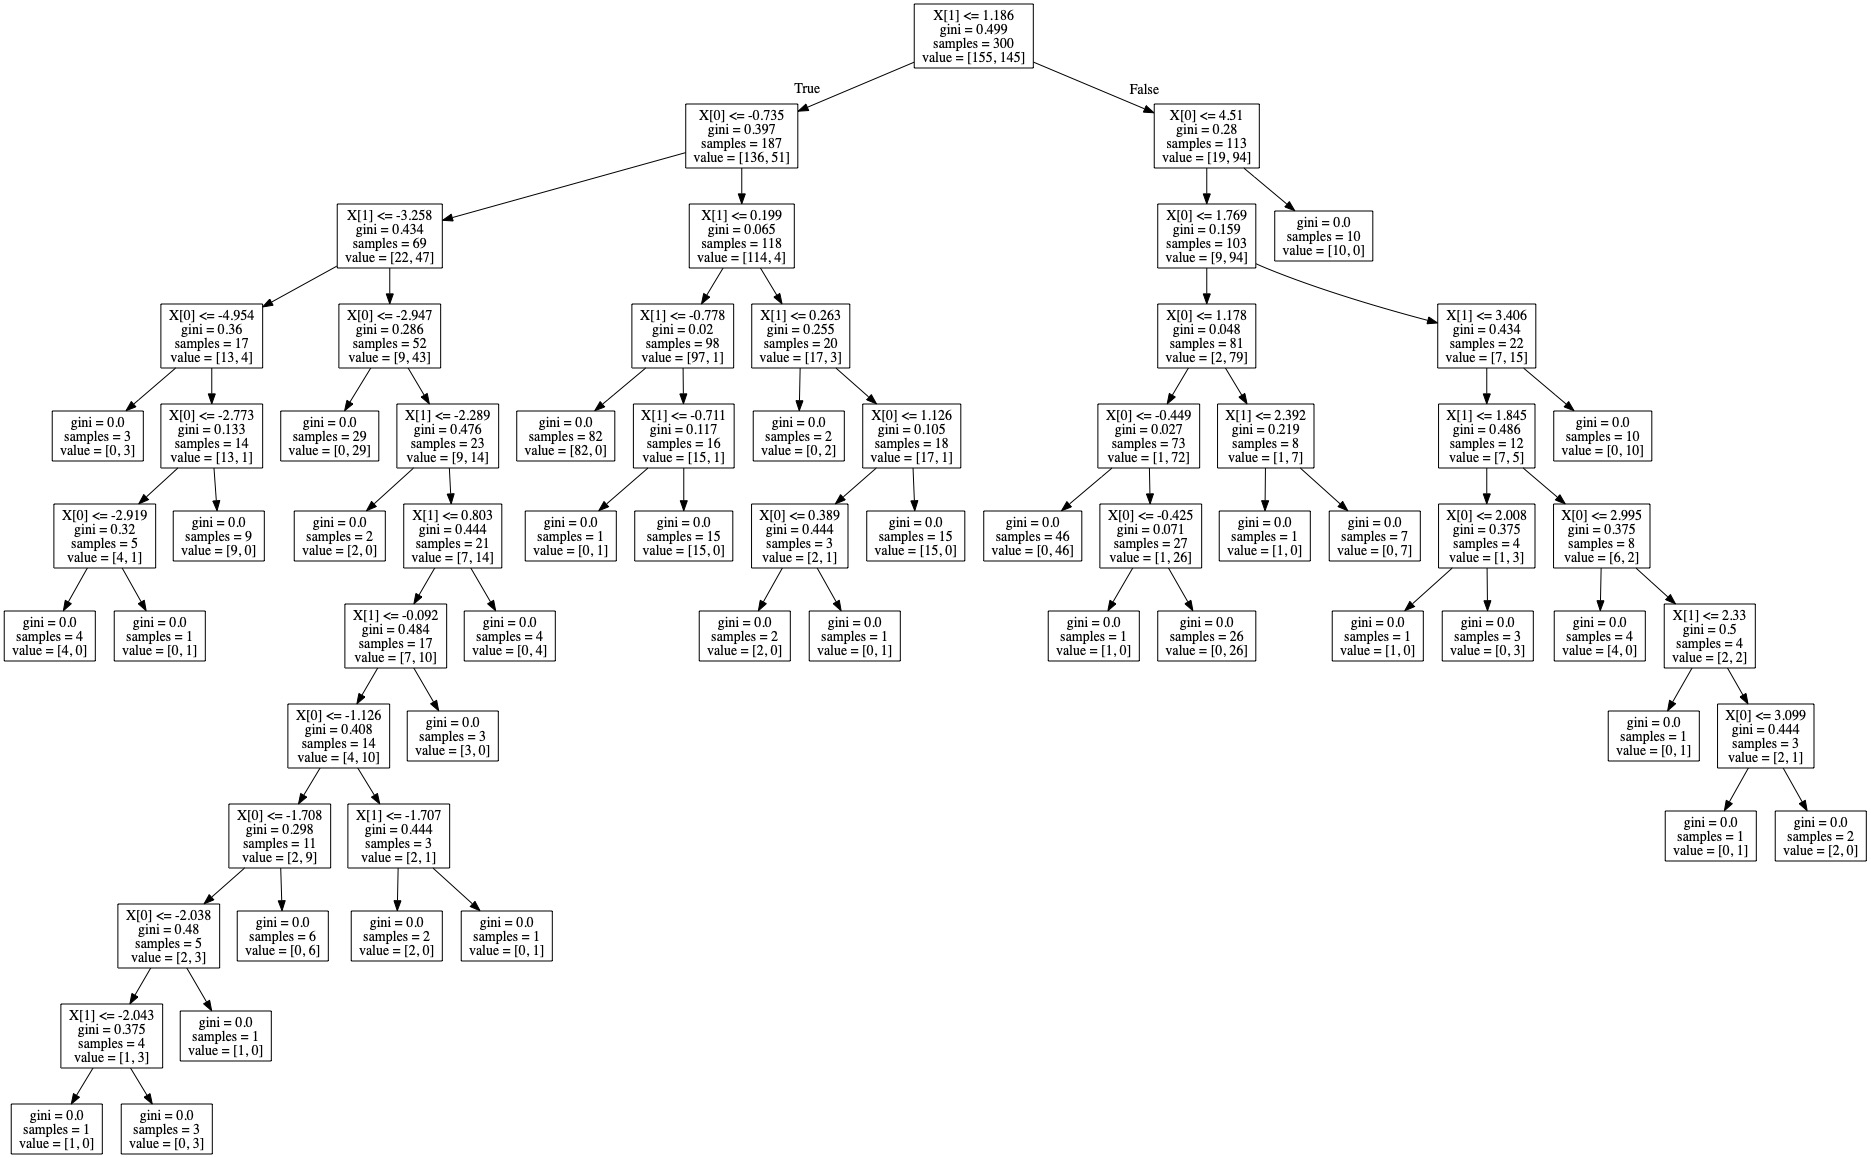 X[1] <= 1.186
gini = 0.499
samples = 300
value = [155, 145]
True
False
X[0] <= -0.735
gini = 0.397
samples = 187
value = [136, 51]
X[0] <= 4.51
gini = 0.28
samples = 113
value = [19, 94]
X[1] <= -3.258
gini = 0.434
samples = 69
value = [22, 47]
X[1] <= 0.199
gini = 0.065
samples = 118
value = [114, 4]
X[0] <= 1.769
gini = 0.159
samples = 103
value = [9, 94]
gini = 0.0
samples = 10
value = [10, 0]
X[0] <= -4.954
gini = 0.36
samples = 17
value = [13, 4]
X[0] <= -2.947
gini = 0.286
samples = 52
value = [9, 43]
X[1] <= -0.778
gini = 0.02
samples = 98
value = [97, 1]
X[1] <= 0.263
gini = 0.255
samples = 20
value = [17, 3]
X[0] <= 1.178
gini = 0.048
samples = 81
value = [2, 79]
X[1] <= 3.406
gini = 0.434
samples = 22
value = [7, 15]
gini = 0.0
samples = 3
value = [0, 3]
X[0] <= -2.773
gini = 0.133
samples = 14
value = [13, 1]
gini = 0.0
samples = 29
value = [0, 29]
X[1] <= -2.289
gini = 0.476
samples = 23
value = [9, 14]
gini = 0.0
samples = 82
value = [82, 0]
X[1] <= -0.711
gini = 0.117
samples = 16
value = [15, 1]
gini = 0.0
samples = 2
value = [0, 2]
X[0] <= 1.126
gini = 0.105
samples = 18
value = [17, 1]
X[0] <= -0.449
gini = 0.027
samples = 73
value = [1, 72]
X[1] <= 2.392
gini = 0.219
samples = 8
value = [1, 7]
X[1] <= 1.845
gini = 0.486
samples = 12
value = [7, 5]
gini = 0.0
samples = 10
value = [0, 10]
X[0] <= -2.919
gini = 0.32
samples = 5
value = [4, 1]
gini = 0.0
samples = 9
value = [9, 0]
gini = 0.0
samples = 2
value = [2, 0]
X[1] <= 0.803
gini = 0.444
samples = 21
value = [7, 14]
gini = 0.0
samples = 1
value = [0, 1]
gini = 0.0
samples = 15
value = [15, 0]
X[0] <= 0.389
gini = 0.444
samples = 3
value = [2, 1]
gini = 0.0
samples = 15
value = [15, 0]
gini = 0.0
samples = 46
value = [0, 46]
X[0] <= -0.425
gini = 0.071
samples = 27
value = [1, 26]
gini = 0.0
samples = 1
value = [1, 0]
gini = 0.0
samples = 7
value = [0, 7]
X[0] <= 2.008
gini = 0.375
samples = 4
value = [1, 3]
X[0] <= 2.995
gini = 0.375
samples = 8
value = [6, 2]
gini = 0.0
samples = 4
value = [4, 0]
gini = 0.0
samples = 1
value = [0, 1]
X[1] <= -0.092
gini = 0.484
samples = 17
value = [7, 10]
gini = 0.0
samples = 4
value = [0, 4]
gini = 0.0
samples = 2
value = [2, 0]
gini = 0.0
samples = 1
value = [0, 1]
gini = 0.0
samples = 1
value = [1, 0]
gini = 0.0
samples = 26
value = [0, 26]
gini = 0.0
samples = 1
value = [1, 0]
gini = 0.0
samples = 3
value = [0, 3]
gini = 0.0
samples = 4
value = [4, 0]
X[1] <= 2.33
gini = 0.5
samples = 4
value = [2, 2]
X[0] <= -1.126
gini = 0.408
samples = 14
value = [4, 10]
gini = 0.0
samples = 3
value = [3, 0]
gini = 0.0
samples = 1
value = [0, 1]
X[0] <= 3.099
gini = 0.444
samples = 3
value = [2, 1]
X[0] <= -1.708
gini = 0.298
samples = 11
value = [2, 9]
X[1] <= -1.707
gini = 0.444
samples = 3
value = [2, 1]
gini = 0.0
samples = 1
value = [0, 1]
gini = 0.0
samples = 2
value = [2, 0]
X[0] <= -2.038
gini = 0.48
samples = 5
value = [2, 3]
gini = 0.0
samples = 6
value = [0, 6]
gini = 0.0
samples = 2
value = [2, 0]
gini = 0.0
samples = 1
value = [0, 1]
X[1] <= -2.043
gini = 0.375
samples = 4
value = [1, 3]
gini = 0.0
samples = 1
value = [1, 0]
gini = 0.0
samples = 1
value = [1, 0]
gini = 0.0
samples = 3
value = [0, 3]